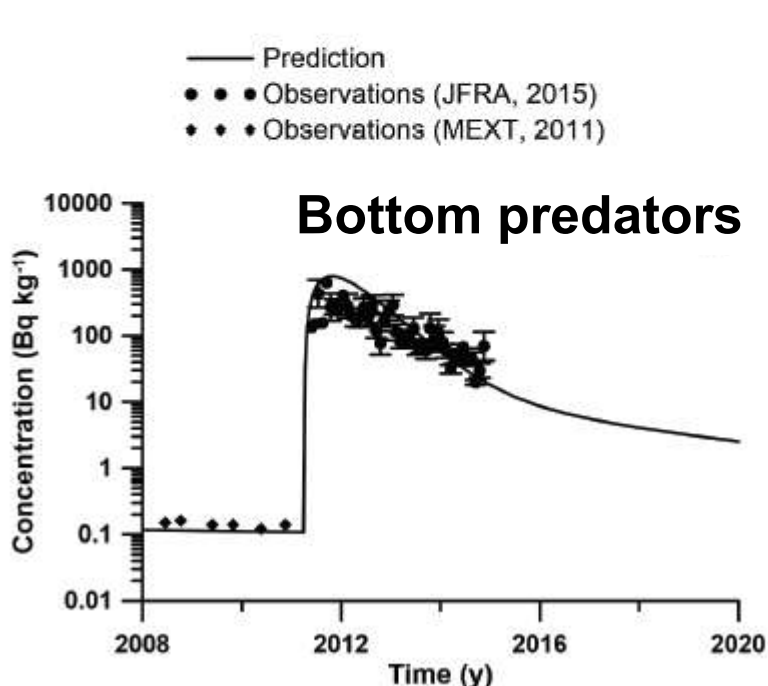 Prediction
Observations (JFRA, 2015)
Observations (MEXT, 2011)
Bottom predators
Concentration (Bq kg⁻¹)
10000
1000
100
10
1
0.1
0.01
2008 2012 2016 2020
Time (y)